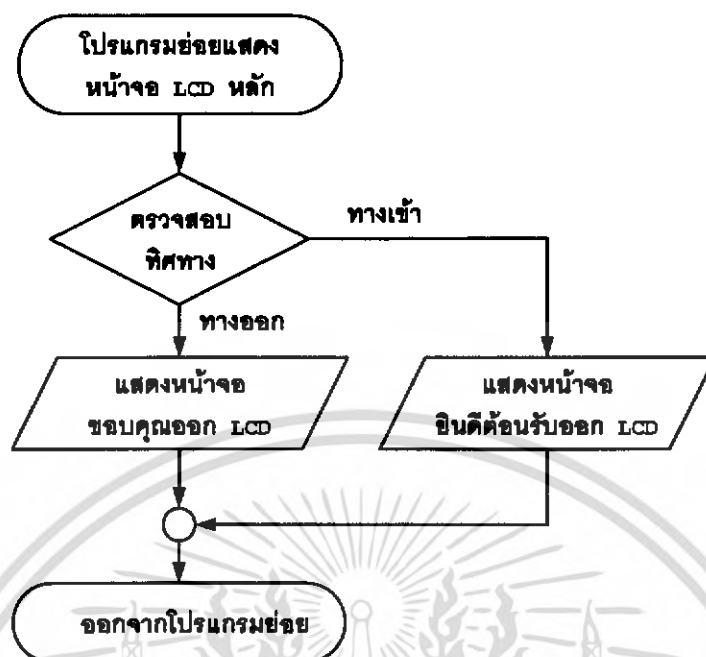 โปรแกรมย่อยแสดง
หน้าจอ LCD หลัก
ตรวจสอบ
ทิศทาง
ทางเข้า
ทางออก
แสดงหน้าจอ
ขอบคุณออก LCD
แสดงหน้าจอ
ยินดีต้อนรับออก LCD
ออกจากโปรแกรมย่อย